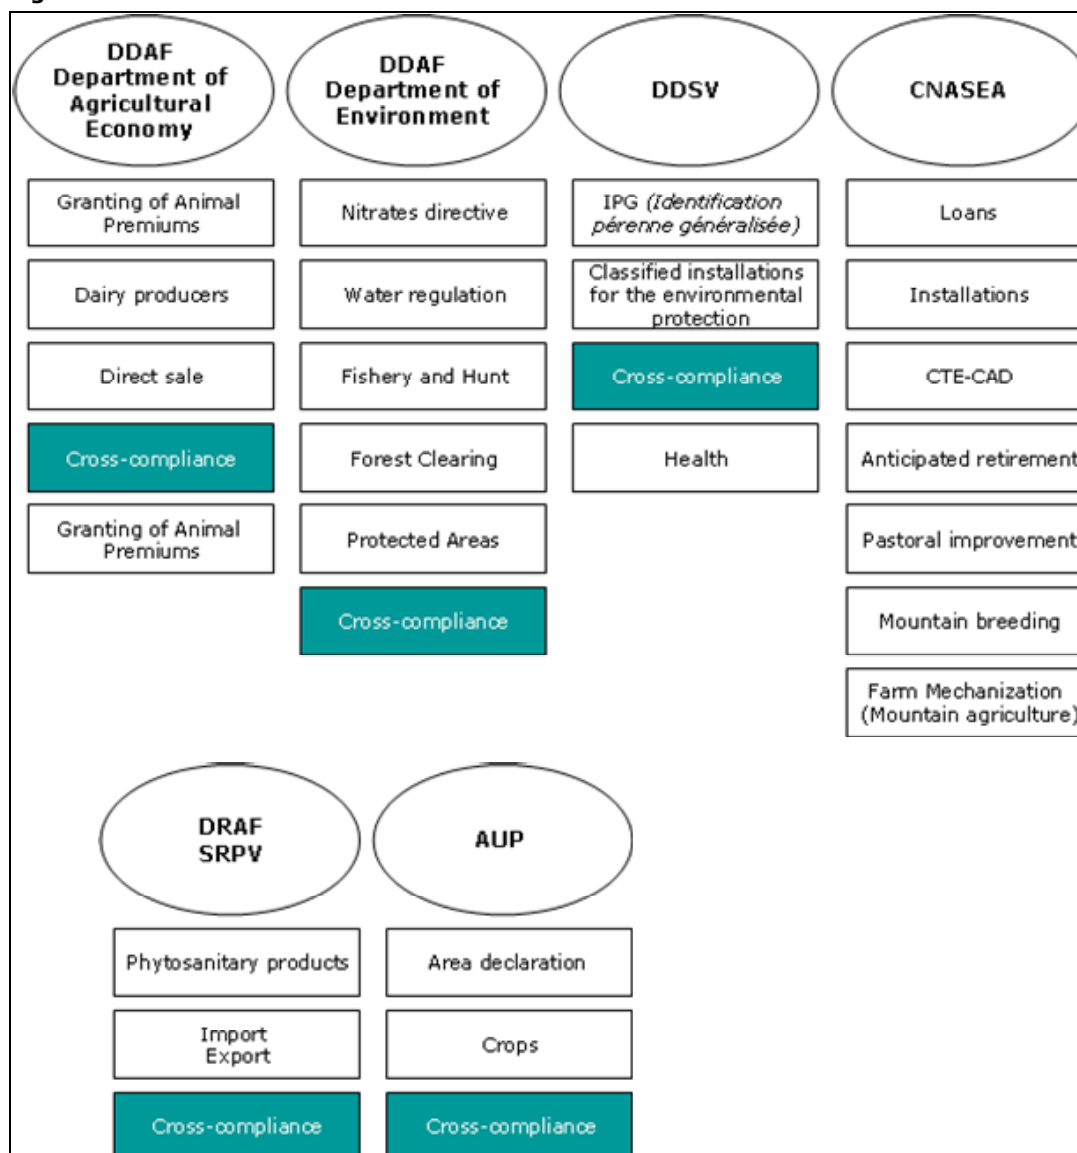 DDAF
Department of
Agricultural
Economy
Granting of Animal
Premiums
Dairy producers
Direct sale
Cross-compliance
Granting of Animal
Premiums
DDAF
Department of
Environment
Nitrates directive
Water regulation
Fishery and Hunt
Forest Clearing
Protected Areas
Cross-compliance
DDSV
IPG (Identification
pérenne généralisée)
Classified installations
for the environmental
protection
Cross-compliance
Health
CNASEA
Loans
Installations
CTE-CAD
Anticipated retirement
Pastoral improvement
Mountain breeding
Farm Mechanization
(Mountain agriculture)
DRAF
SRPV
Phytosanitary products
Import
Export
Cross-compliance
AUP
Area declaration
Crops
Cross-compliance